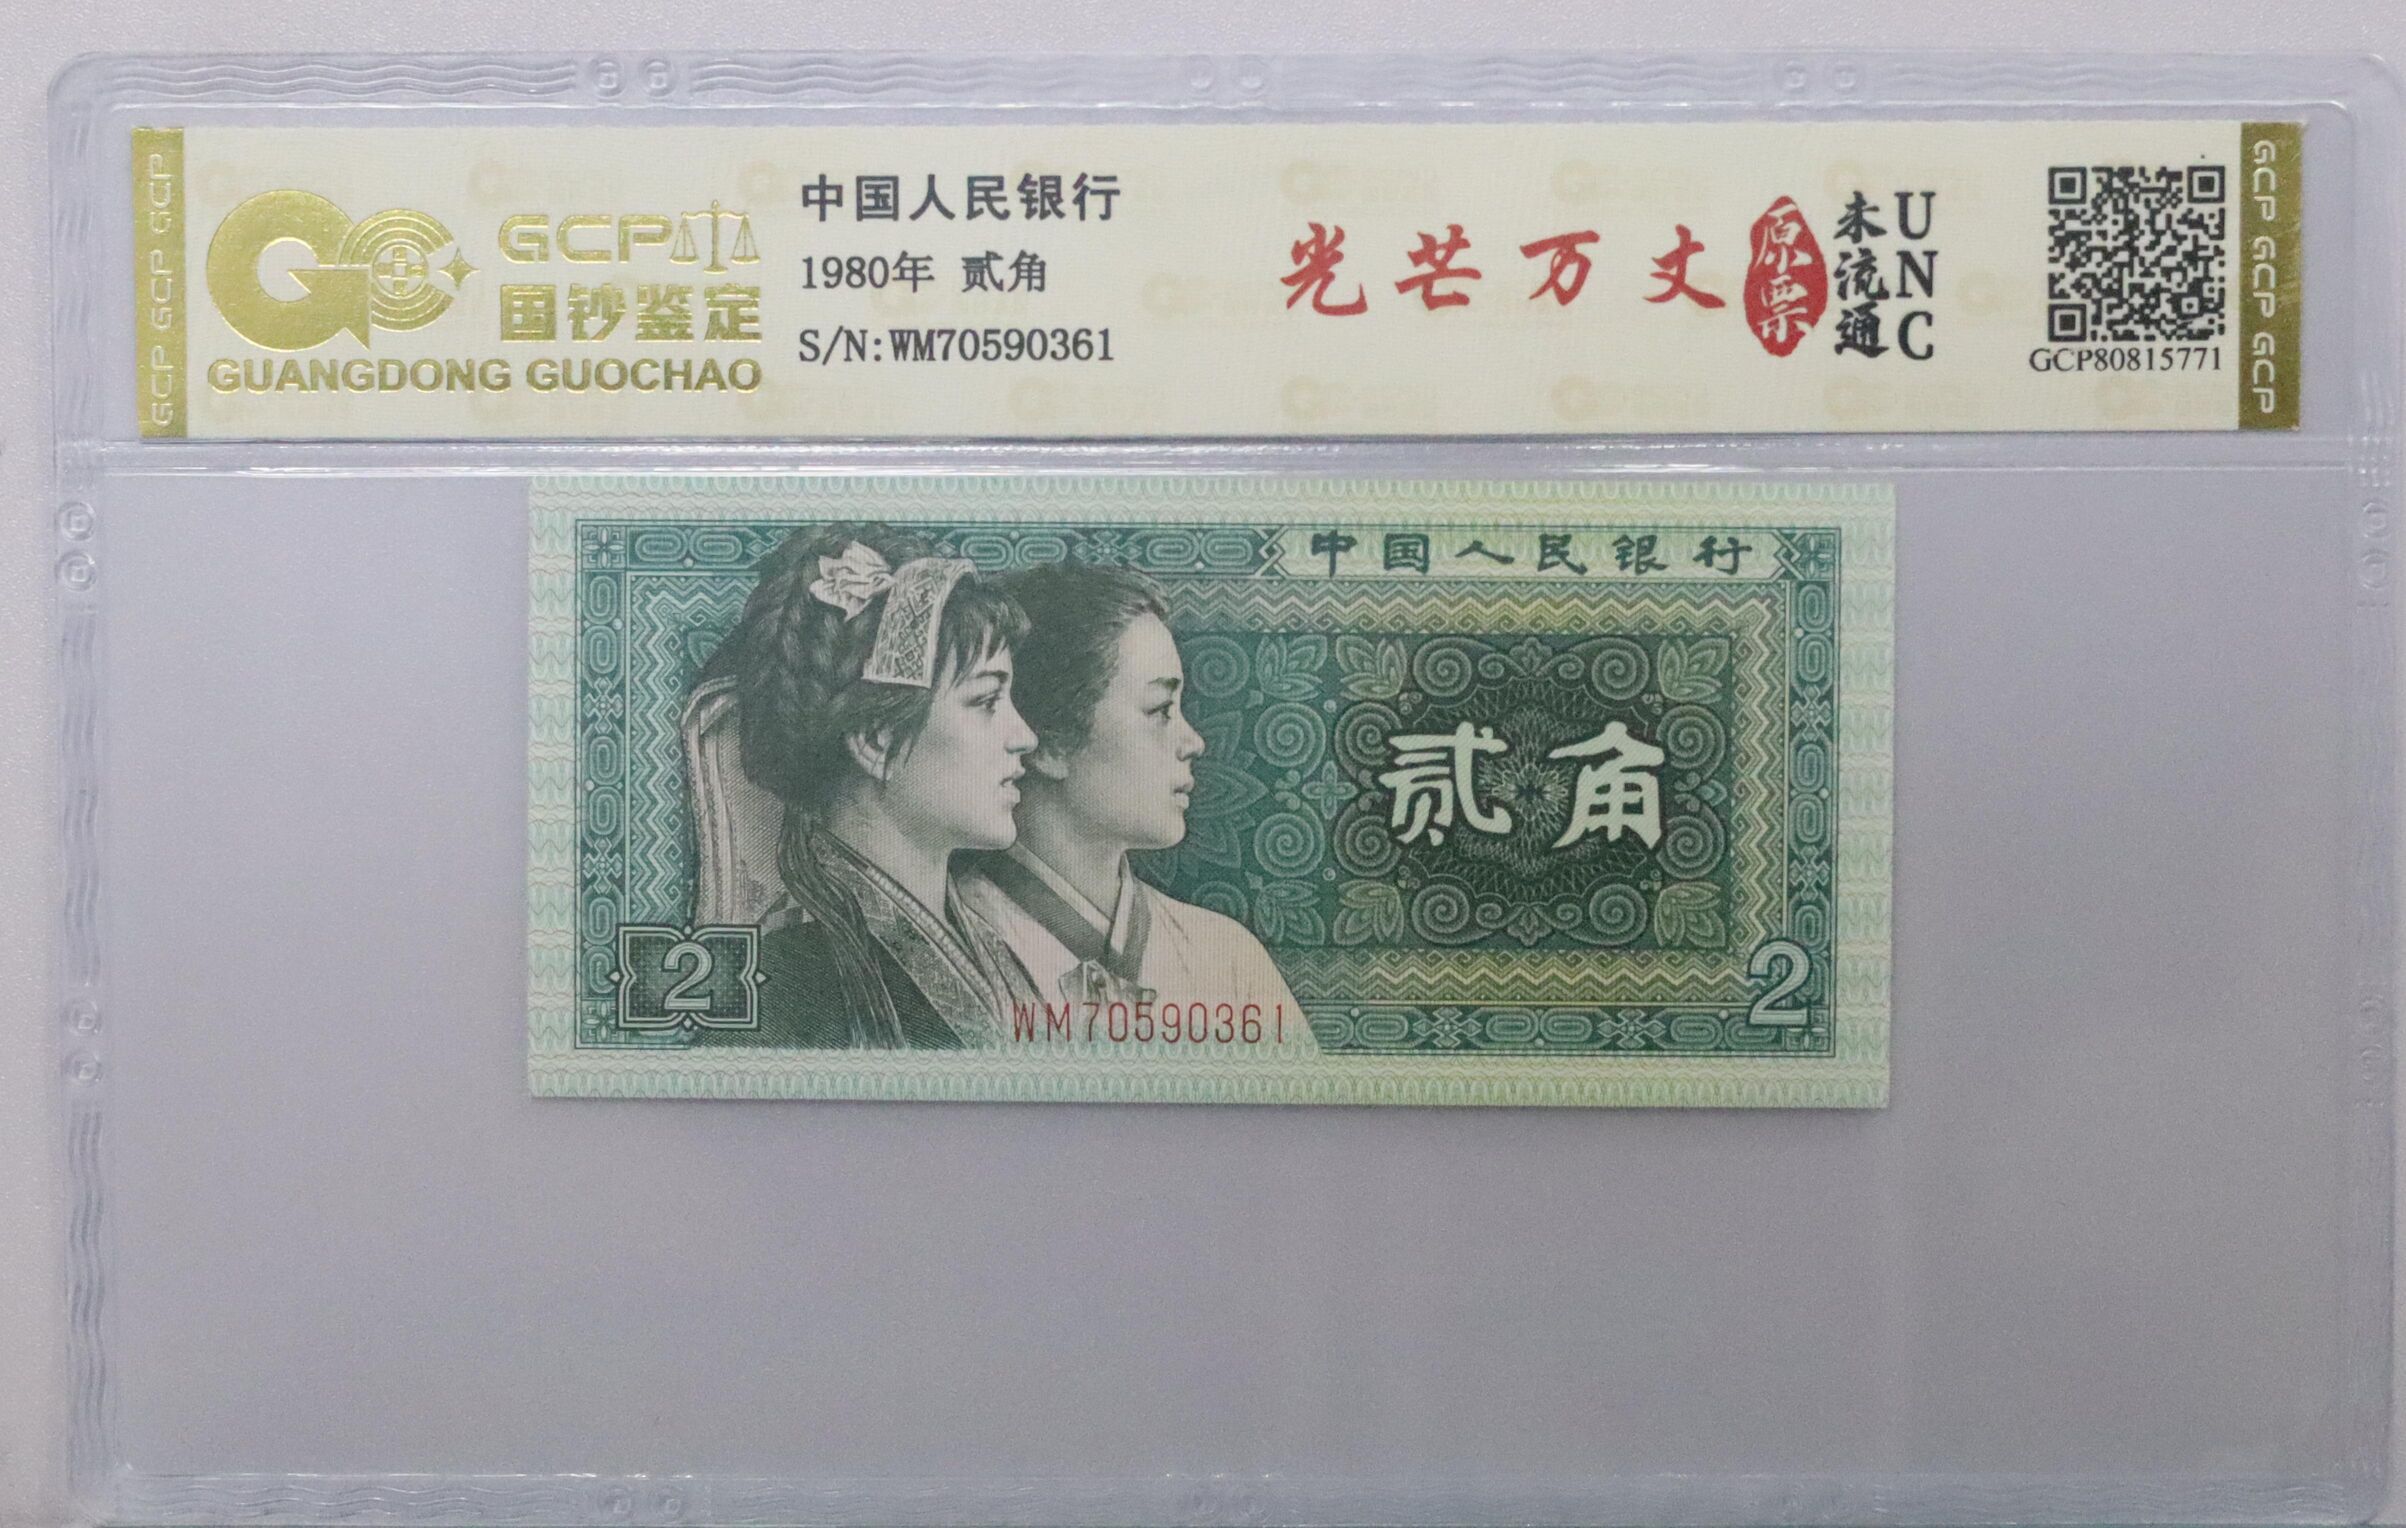 GCP GCP GCP
GCP
国钞鉴定
GUANGDONG GUOCHAO
中国人民银行
1980年 贰角
S/N:WM70590361
光芒万丈
原票
未流通
UNC
GCP80815771
GCP GCP GCP
中国人民银行
贰角
2
2
WM70590361